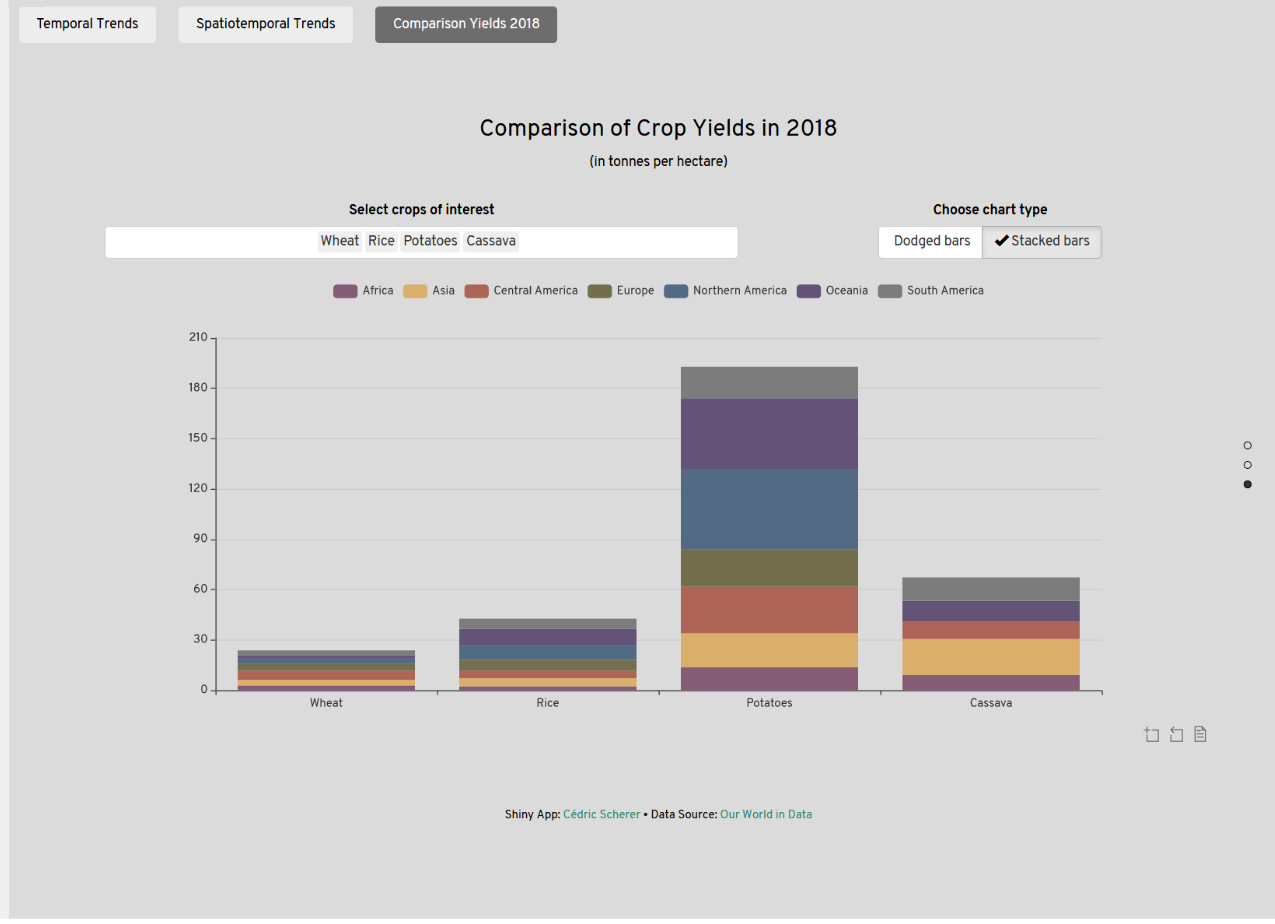 Temporal Trends Spatiotemporal Trends Comparison Yields 2018
Comparison of Crop Yields in 2018
(in tonnes per hectare)
Select crops of interest Choose chart type
Wheat Rice Potatoes Cassava Dodged bars Stacked bars
Africa Asia Central America Europe Northern America Oceania South America
210
180
150
120
90
60
30
0
Wheat Rice Potatoes Cassava
Shiny App: Cédric Scherer • Data Source: Our World in Data